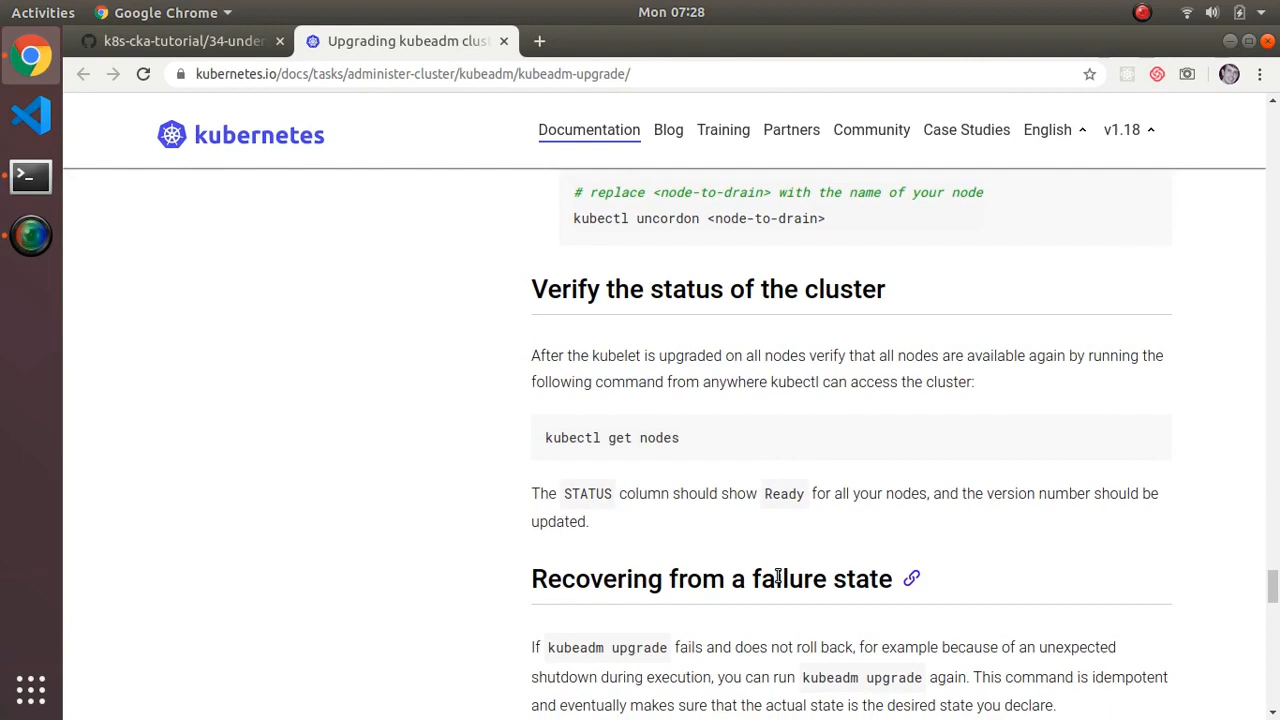 Activities
Google Chrome
Mon 07:28
k8s-cka-tutorial/34-under
Upgrading kubeadm clust
kubernetes.io/docs/tasks/administer-cluster/kubeadm/kubeadm-upgrade/
kubernetes
Documentation Blog Training Partners Community Case Studies English v1.18
# replace <node-to-drain> with the name of your node
kubectl uncordon <node-to-drain>
Verify the status of the cluster
After the kubelet is upgraded on all nodes verify that all nodes are available again by running the
following command from anywhere kubectl can access the cluster:
kubectl get nodes
The STATUS column should show Ready for all your nodes, and the version number should be
updated.
Recovering from a failure state
If kubeadm upgrade fails and does not roll back, for example because of an unexpected
shutdown during execution, you can run kubeadm upgrade again. This command is idempotent
and eventually makes sure that the actual state is the desired state you declare.